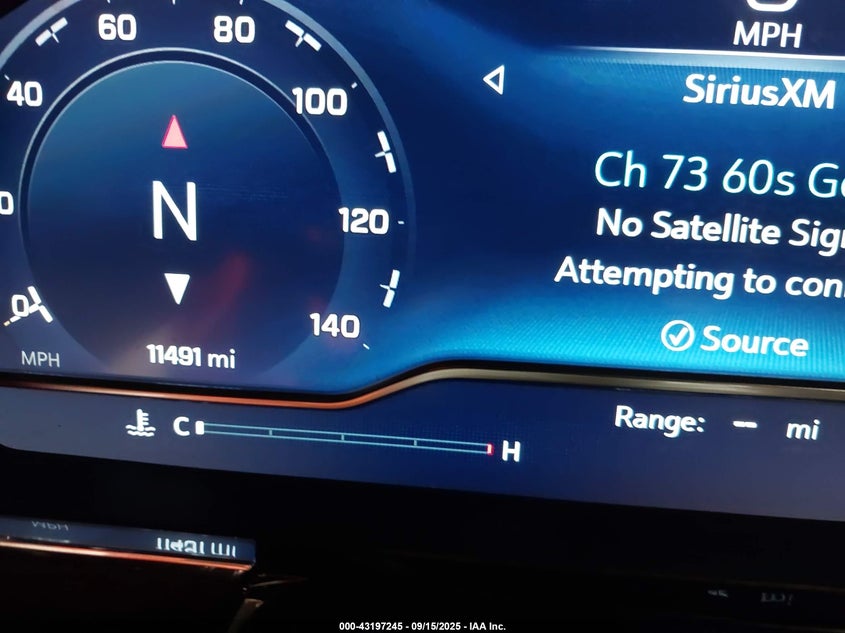 60
80
MPH
40
100
SiriusXM
Ch 73 60s
N
120
No Satellite
0
140
Attempting to
MPH
11491 mi
Source
C
H
Range: -- mi
000-43197245 - 09/15/2025 - IAA Inc.